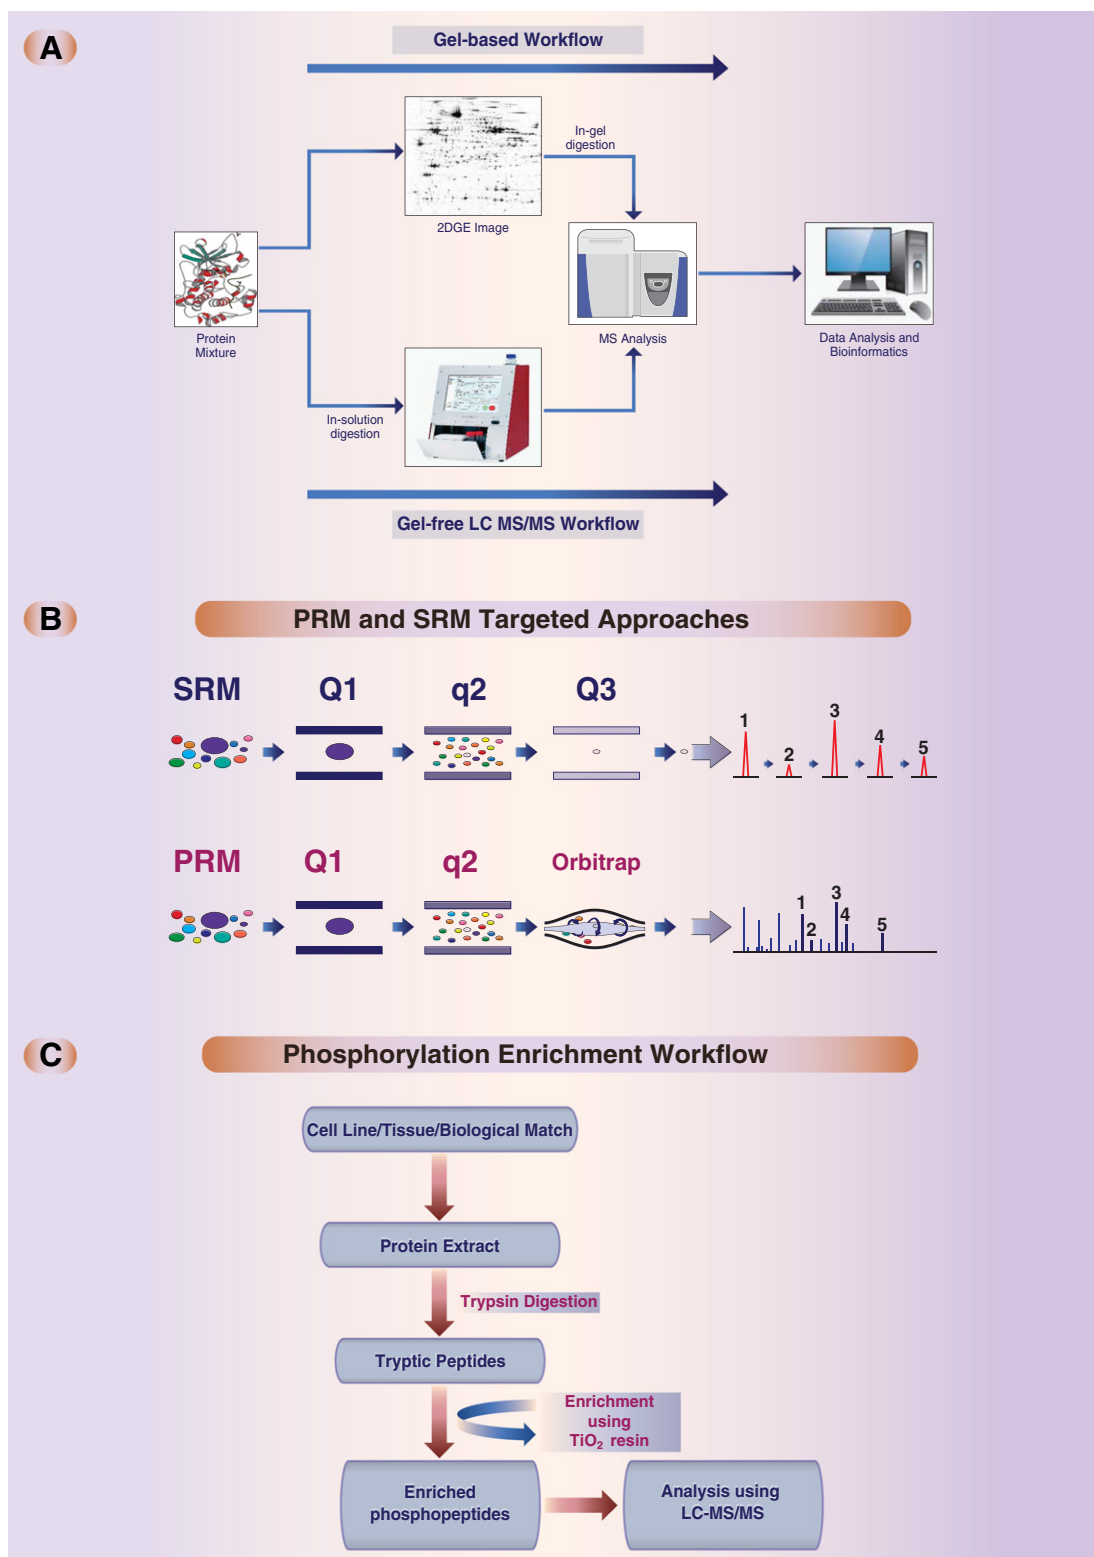 A
Gel-based Workflow
In-gel
digestion
2DGE Image
Protein
Mixture
MS Analysis
Data Analysis and
Bioinformatics
In-solution
digestion
Gel-free LC MS/MS Workflow
B
PRM and SRM Targeted Approaches
SRM
Q1
q2
Q3
1
2
3
4
5
PRM
Q1
q2
Orbitrap
1
2
3
4
5
C
Phosphorylation Enrichment Workflow
Cell Line/Tissue/Biological Match
Protein Extract
Trypsin Digestion
Tryptic Peptides
Enrichment
using
TiO₂ resin
Enriched
phosphopeptides
Analysis using
LC-MS/MS